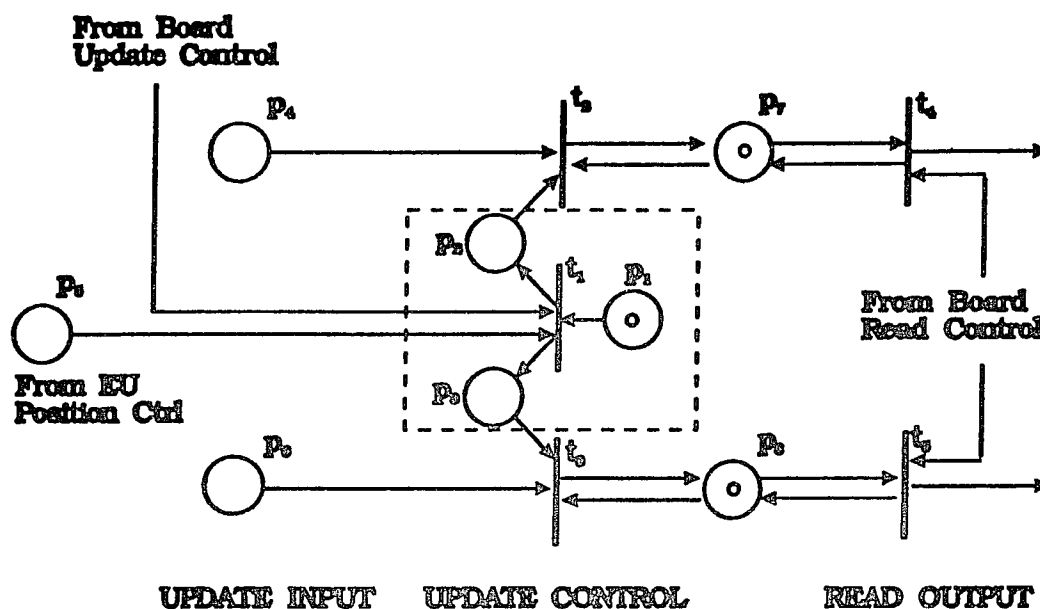 From Board
Update Control
p₄
t₂
p₇
t₄
p₂
t₁
p₁
p₅
From Board
Read Control
From EU
Position Ctrl
p₃
t₃
p₈
t₅
UPDATE INPUT
UPDATE CONTROL
READ OUTPUT